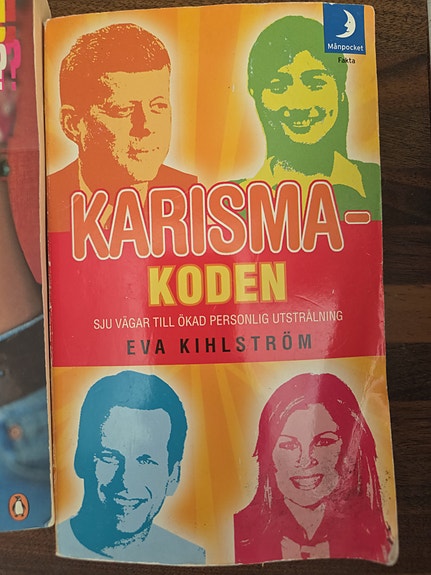 Månpocket
Fakta
KARISMA-
KODEN
SJU VÄGAR TILL ÖKAD PERSONLIG UTSTRÅLNING
EVA KIHLSTRÖM